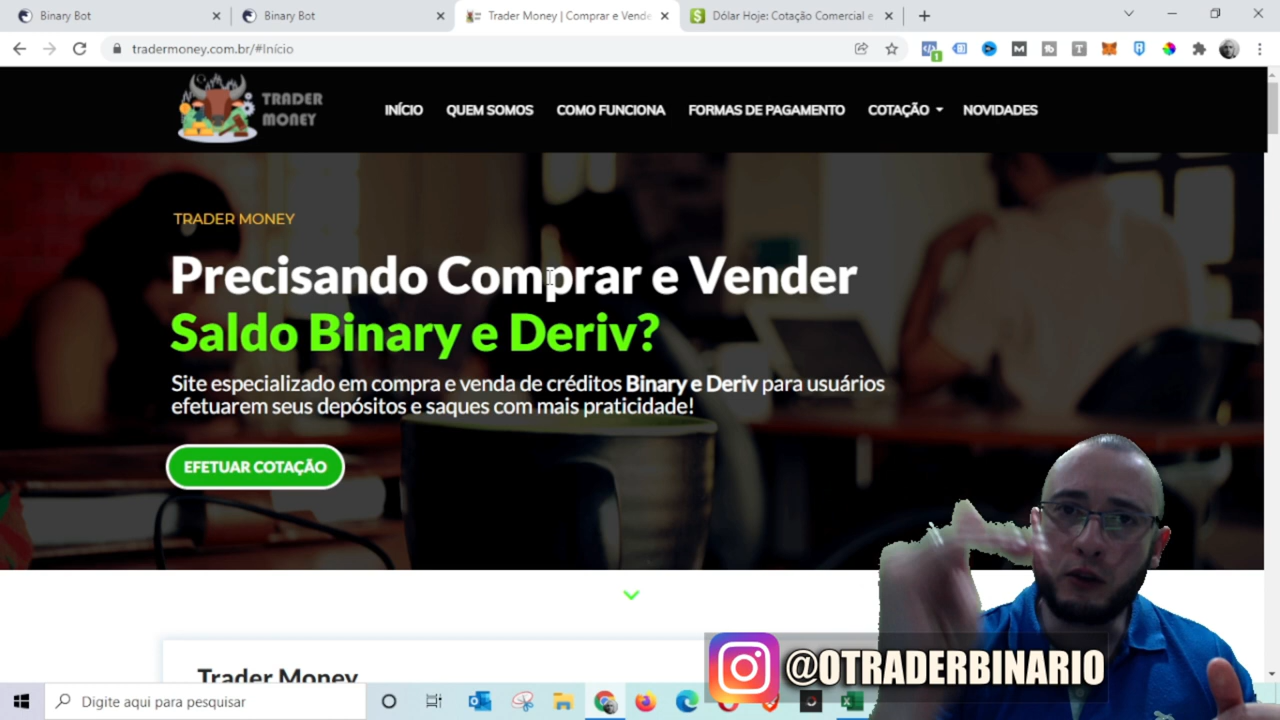 Binary Bot
Binary Bot
Trader Money | Comprar e Vende
Dólar Hoje: Cotação Comercial e
tradermoney.com.br/#Início
1
TRADER
MONEY
INÍCIO
QUEM SOMOS
COMO FUNCIONA
FORMAS DE PAGAMENTO
COTAÇÃO
NOVIDADES
TRADER MONEY
Precisando Comprar e Vender
Saldo Binary e Deriv?
Site especializado em compra e venda de créditos Binary e Deriv para usuários
efetuarem seus depósitos e saques com mais praticidade!
EFETUAR COTAÇÃO
Trader Money
@OTRADERBINARIO
Digite aqui para pesquisar